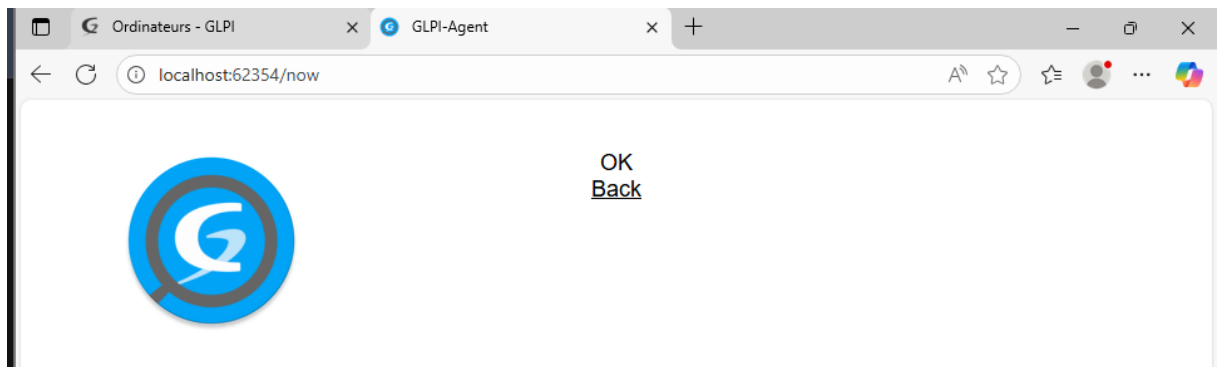 Ordinateurs - GLPI
GLPI-Agent
localhost:62354/now
OK
Back